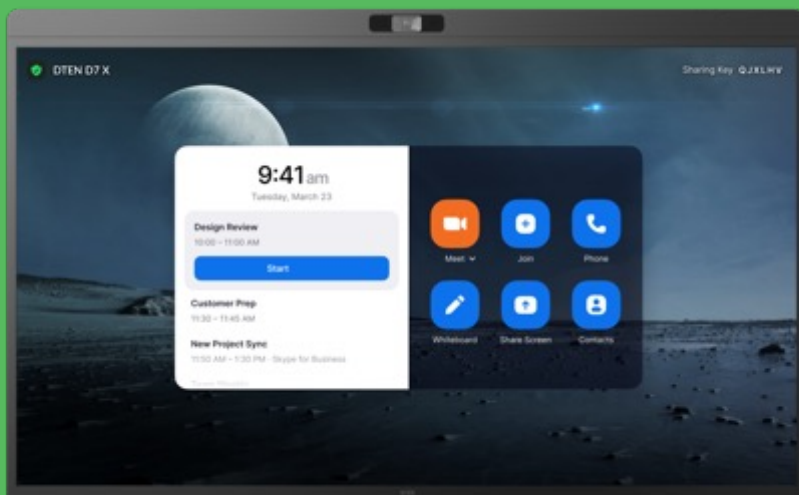 DTEN D7 X
Sharing Key QJXLHV
9:41am
Tuesday, March 23
Design Review
10:00 – 11:00 AM
Start
Customer Prep
11:30 – 11:45 AM
New Project Sync
11:50 AM – 1:30 PM · Skype for Business
Meet
Join
Phone
Whiteboard
Share Screen
Contacts